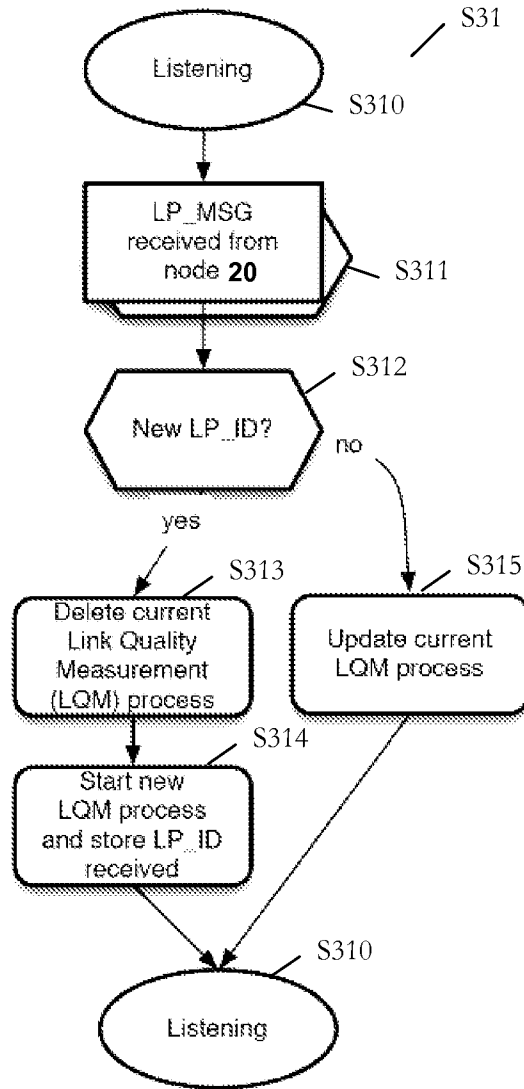 S31
Listening
S310
LP_MSG
received from
node 20
S311
S312
New LP_ID?
no
yes
S313
S315
Delete current
Link Quality
Measurement
(LQM) process
Update current
LQM process
S314
Start new
LQM process
and store LP_ID
received
S310
Listening